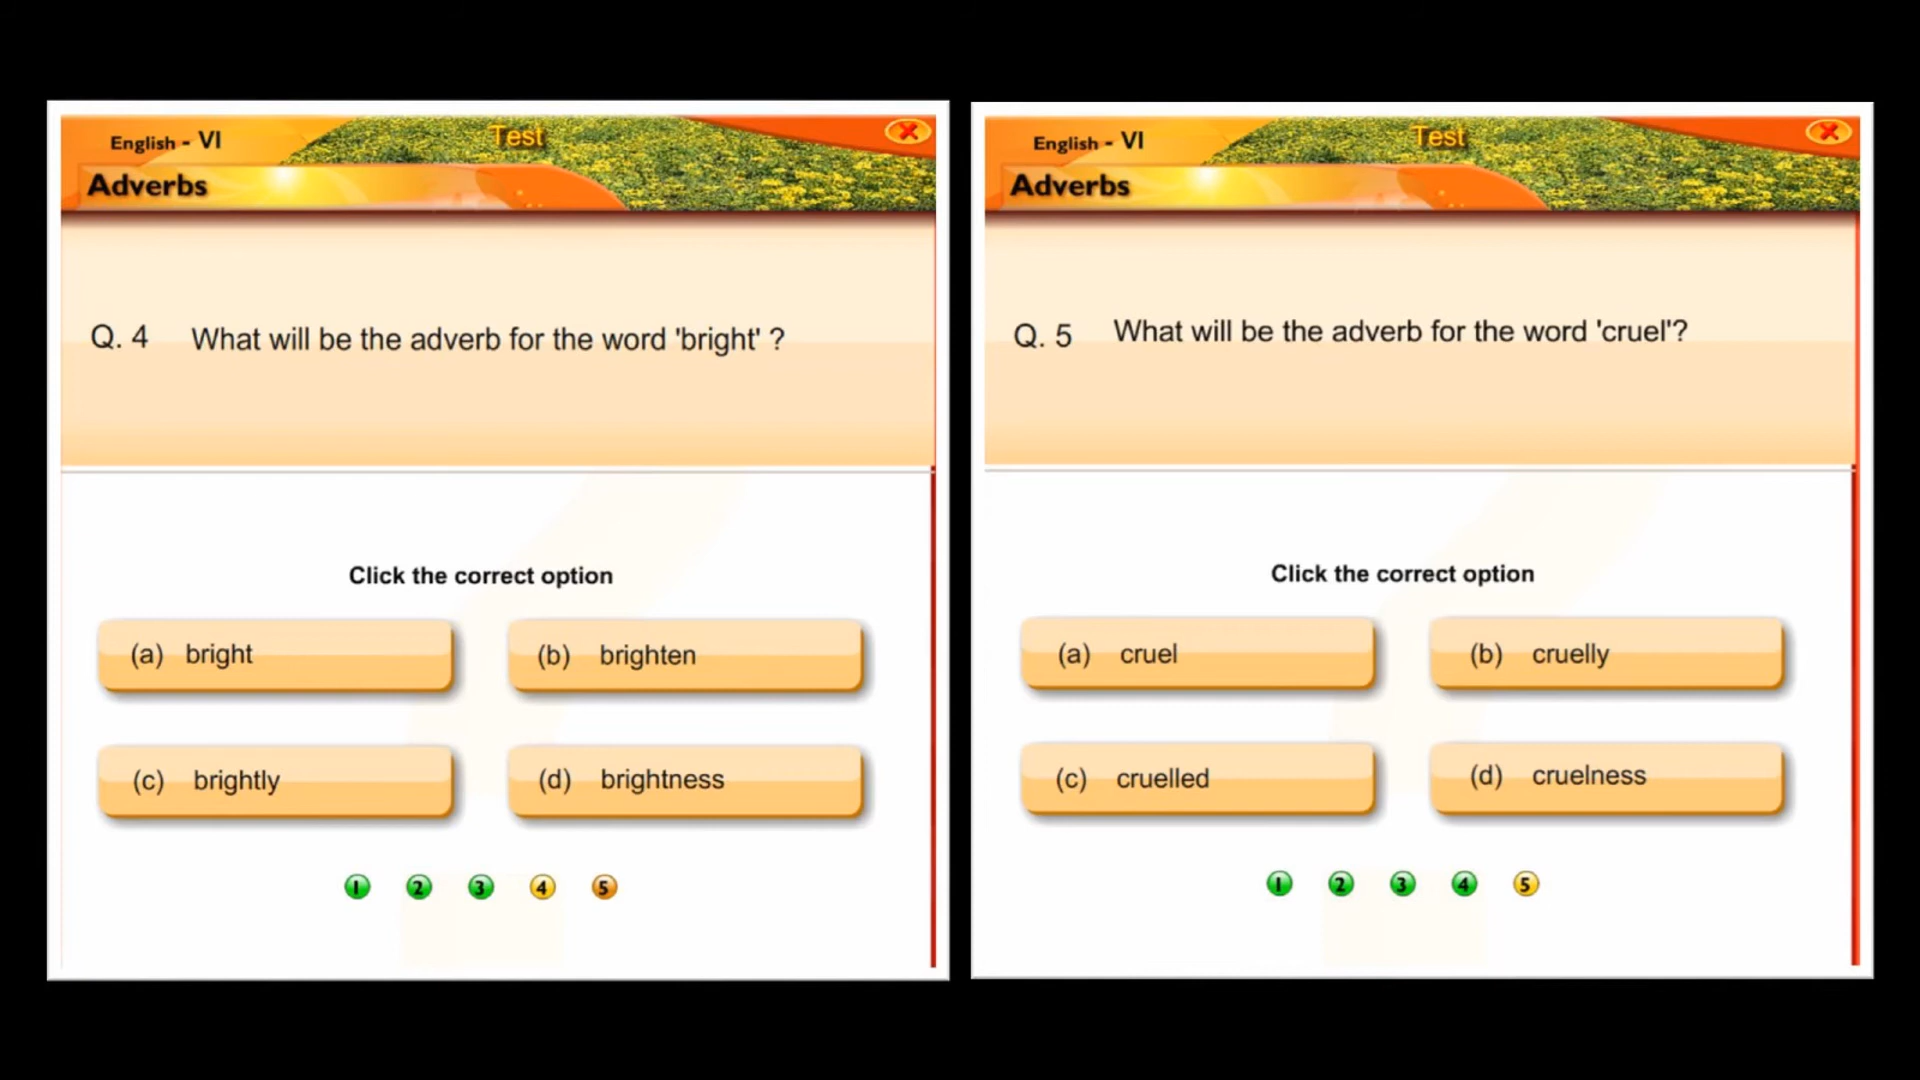 English - VI
Test
Adverbs
Q. 4 What will be the adverb for the word 'bright' ?
Click the correct option
(a) bright
(b) brighten
(c) brightly
(d) brightness
1 2 3 4 5
English - VI
Test
Adverbs
Q. 5 What will be the adverb for the word 'cruel'?
Click the correct option
(a) cruel
(b) cruelly
(c) cruelled
(d) cruelness
1 2 3 4 5